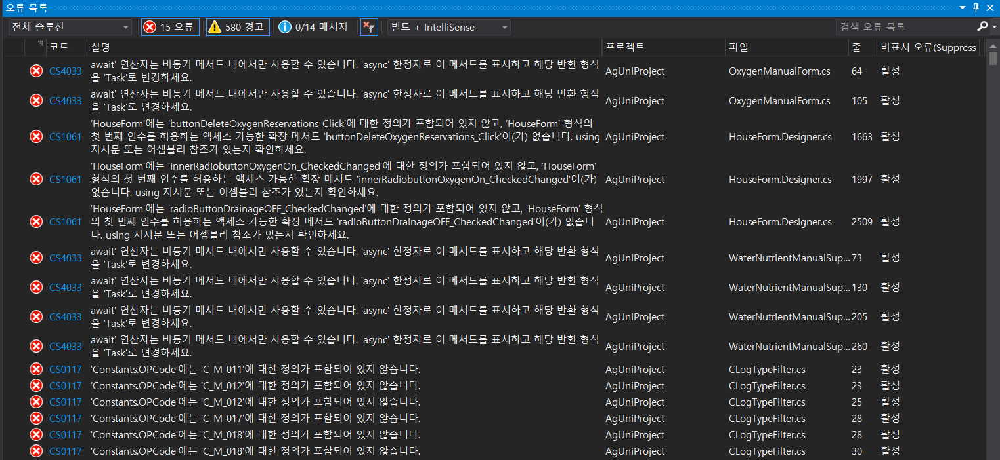 오류 목록
전체 솔루션 15 오류 580 경고 0/14 메시지 빌드 + IntelliSense 검색 오류 목록
코드 설명 프로젝트 파일 줄 비표시 오류(Suppress
CS4033 await' 연산자는 비동기 메서드 내에서만 사용할 수 있습니다. 'async' 한정자로 이 메서드를 표시하고 해당 반환 형식
을 'Task'로 변경하세요. AgUniProject OxygenManualForm.cs 64 활성
CS4033 await' 연산자는 비동기 메서드 내에서만 사용할 수 있습니다. 'async' 한정자로 이 메서드를 표시하고 해당 반환 형식
을 'Task'로 변경하세요. AgUniProject OxygenManualForm.cs 105 활성
'HouseForm'에는 'buttonDeleteOxygenReservations_Click'에 대한 정의가 포함되어 있지 않고, 'HouseForm' 형식의
CS1061 첫 번째 인수를 허용하는 액세스 가능한 확장 메서드 'buttonDeleteOxygenReservations_Click'이(가) 없습니다. using AgUniProject HouseForm.Designer.cs 1663 활성
지시문 또는 어셈블리 참조가 있는지 확인하세요.
'HouseForm'에는 'innerRadiobuttonOxygenOn_CheckedChanged'에 대한 정의가 포함되어 있지 않고, 'HouseForm'
CS1061 형식의 첫 번째 인수를 허용하는 액세스 가능한 확장 메서드 'innerRadiobuttonOxygenOn_CheckedChanged'이(가) AgUniProject HouseForm.Designer.cs 1997 활성
없습니다. using 지시문 또는 어셈블리 참조가 있는지 확인하세요.
'HouseForm'에는 'radioButtonDrainageOFF_CheckedChanged'에 대한 정의가 포함되어 있지 않고, 'HouseForm' 형식
CS1061 의 첫 번째 인수를 허용하는 액세스 가능한 확장 메서드 'radioButtonDrainageOFF_CheckedChanged'이(가) 없습니 AgUniProject HouseForm.Designer.cs 2509 활성
다. using 지시문 또는 어셈블리 참조가 있는지 확인하세요.
CS4033 await' 연산자는 비동기 메서드 내에서만 사용할 수 있습니다. 'async' 한정자로 이 메서드를 표시하고 해당 반환 형식
을 'Task'로 변경하세요. AgUniProject WaterNutrientManualSup... 73 활성
CS4033 await' 연산자는 비동기 메서드 내에서만 사용할 수 있습니다. 'async' 한정자로 이 메서드를 표시하고 해당 반환 형식
을 'Task'로 변경하세요. AgUniProject WaterNutrientManualSup... 130 활성
CS4033 await' 연산자는 비동기 메서드 내에서만 사용할 수 있습니다. 'async' 한정자로 이 메서드를 표시하고 해당 반환 형식
을 'Task'로 변경하세요. AgUniProject WaterNutrientManualSup... 205 활성
CS4033 await' 연산자는 비동기 메서드 내에서만 사용할 수 있습니다. 'async' 한정자로 이 메서드를 표시하고 해당 반환 형식
을 'Task'로 변경하세요. AgUniProject WaterNutrientManualSup... 260 활성
CS0117 'Constants.OPCode'에는 'C_M_011'에 대한 정의가 포함되어 있지 않습니다. AgUniProject CLogTypeFilter.cs 23 활성
CS0117 'Constants.OPCode'에는 'C_M_012'에 대한 정의가 포함되어 있지 않습니다. AgUniProject CLogTypeFilter.cs 23 활성
CS0117 'Constants.OPCode'에는 'C_M_012'에 대한 정의가 포함되어 있지 않습니다. AgUniProject CLogTypeFilter.cs 25 활성
CS0117 'Constants.OPCode'에는 'C_M_017'에 대한 정의가 포함되어 있지 않습니다. AgUniProject CLogTypeFilter.cs 28 활성
CS0117 'Constants.OPCode'에는 'C_M_018'에 대한 정의가 포함되어 있지 않습니다. AgUniProject CLogTypeFilter.cs 28 활성
CS0117 'Constants.OPCode'에는 'C_M_018'에 대한 정의가 포함되어 있지 않습니다. AgUniProject CLogTypeFilter.cs 30 활성